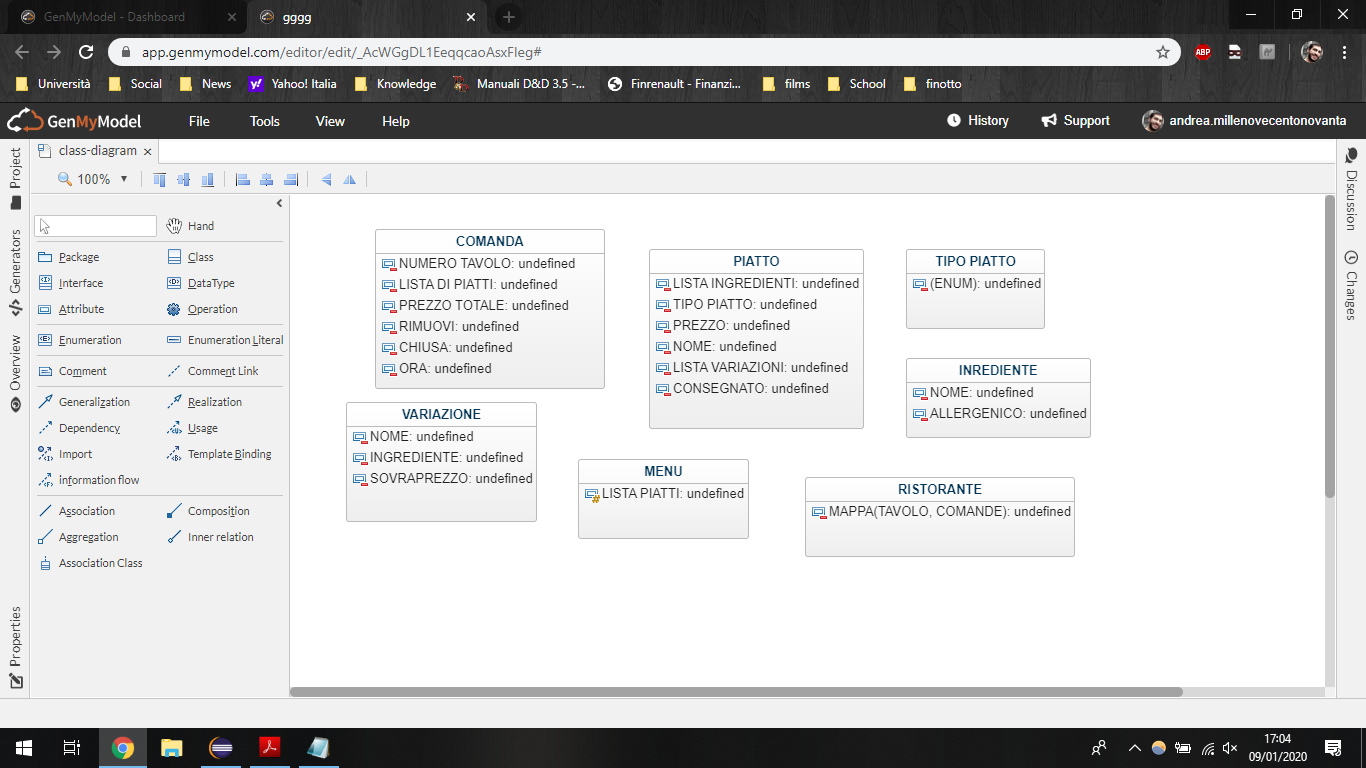 GenMyModel - Dashboard
gggg
app.genmymodel.com/editor/edit/_AcWGgDL1EeqqcaoAsxFIeg#
ABP
Università
Social
News
Yahoo! Italia
Knowledge
Manuali D&D 3.5 -...
Finrenault - Finanzi...
films
School
finotto
GenMyModel
File
Tools
View
Help
History
Support
andrea.millenovecentonovanta
class-diagram
100%
Project
Generators
Overview
Properties
Discussion
Changes
Hand
Package
Class
Interface
DataType
Attribute
Operation
Enumeration
Enumeration Literal
Comment
Comment Link
Generalization
Realization
Dependency
Usage
Import
Template Binding
information flow
Association
Composition
Aggregation
Inner relation
Association Class
COMANDA
NUMERO TAVOLO: undefined
LISTA DI PIATTI: undefined
PREZZO TOTALE: undefined
RIMUOVI: undefined
CHIUSA: undefined
ORA: undefined
PIATTO
LISTA INGREDIENTI: undefined
TIPO PIATTO: undefined
PREZZO: undefined
NOME: undefined
LISTA VARIAZIONI: undefined
CONSEGNATO: undefined
TIPO PIATTO
(ENUM): undefined
INREDIENTE
NOME: undefined
ALLERGENICO: undefined
VARIAZIONE
NOME: undefined
INGREDIENTE: undefined
SOVRAPREZZO: undefined
MENU
LISTA PIATTI: undefined
RISTORANTE
MAPPA(TAVOLO, COMANDE): undefined
17:04
09/01/2020